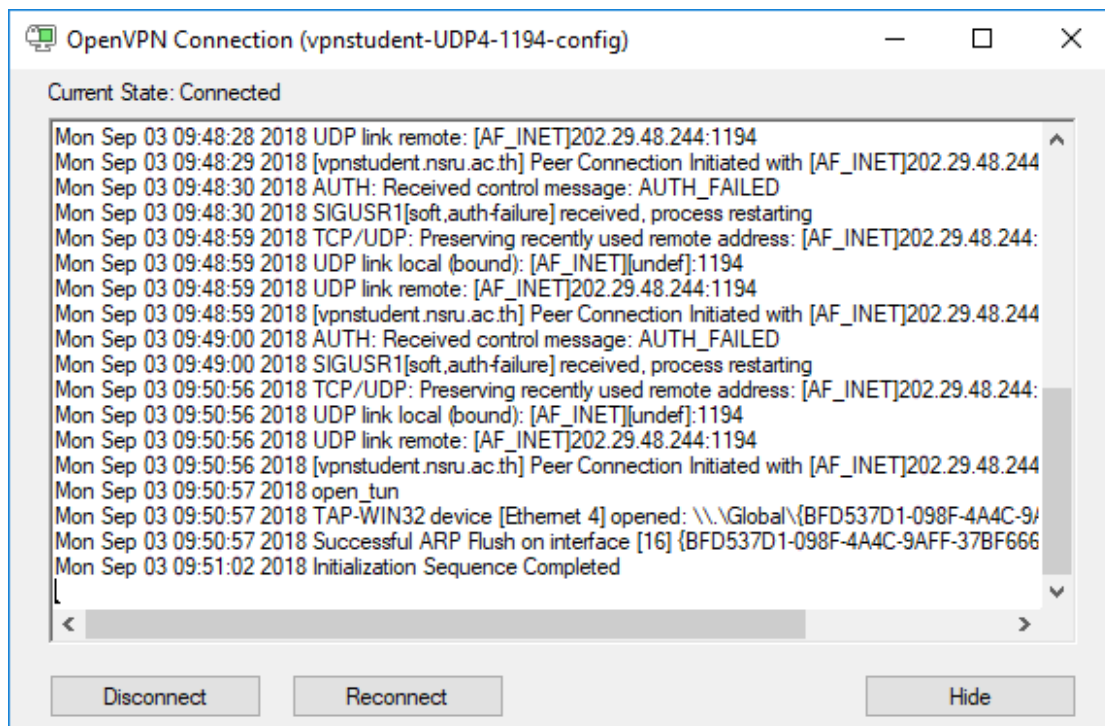 OpenVPN Connection (vpnstudent-UDP4-1194-config)
Current State: Connected
Mon Sep 03 09:48:28 2018 UDP link remote: [AF_INET]202.29.48.244:1194
Mon Sep 03 09:48:29 2018 [vpnstudent.nsru.ac.th] Peer Connection Initiated with [AF_INET]202.29.48.244
Mon Sep 03 09:48:30 2018 AUTH: Received control message: AUTH_FAILED
Mon Sep 03 09:48:30 2018 SIGUSR1[soft,auth-failure] received, process restarting
Mon Sep 03 09:48:59 2018 TCP/UDP: Preserving recently used remote address: [AF_INET]202.29.48.244:
Mon Sep 03 09:48:59 2018 UDP link local (bound): [AF_INET][undef]:1194
Mon Sep 03 09:48:59 2018 UDP link remote: [AF_INET]202.29.48.244:1194
Mon Sep 03 09:48:59 2018 [vpnstudent.nsru.ac.th] Peer Connection Initiated with [AF_INET]202.29.48.244
Mon Sep 03 09:49:00 2018 AUTH: Received control message: AUTH_FAILED
Mon Sep 03 09:49:00 2018 SIGUSR1[soft,auth-failure] received, process restarting
Mon Sep 03 09:50:56 2018 TCP/UDP: Preserving recently used remote address: [AF_INET]202.29.48.244:
Mon Sep 03 09:50:56 2018 UDP link local (bound): [AF_INET][undef]:1194
Mon Sep 03 09:50:56 2018 UDP link remote: [AF_INET]202.29.48.244:1194
Mon Sep 03 09:50:56 2018 [vpnstudent.nsru.ac.th] Peer Connection Initiated with [AF_INET]202.29.48.244
Mon Sep 03 09:50:57 2018 open_tun
Mon Sep 03 09:50:57 2018 TAP-WIN32 device [Ethernet 4] opened: \\.\Global\{BFD537D1-098F-4A4C-9A
Mon Sep 03 09:50:57 2018 Successful ARP Flush on interface [16] {BFD537D1-098F-4A4C-9AFF-37BF666
Mon Sep 03 09:51:02 2018 Initialization Sequence Completed
Disconnect
Reconnect
Hide